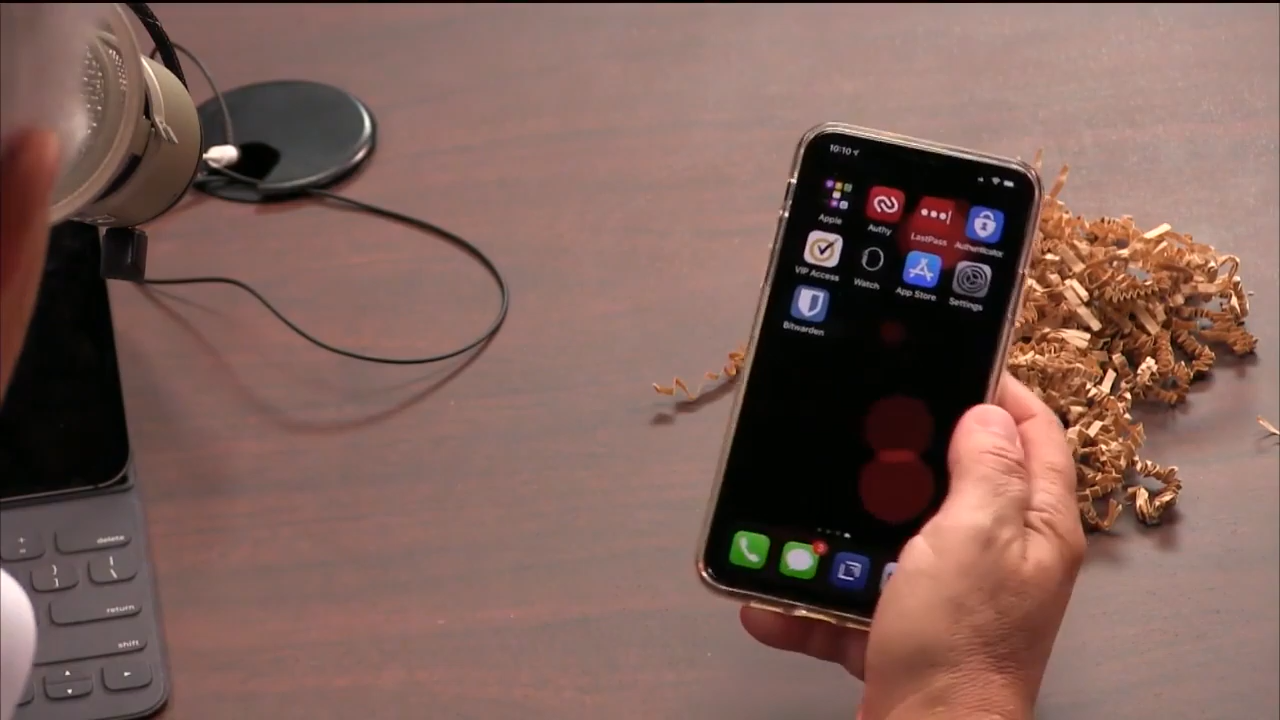 10:10
Apple
Authy
LastPass
Authenticator
VIP Access
Watch
App Store
Settings
Bitwarden
+
=
delete
}
]
|
\
return
shift